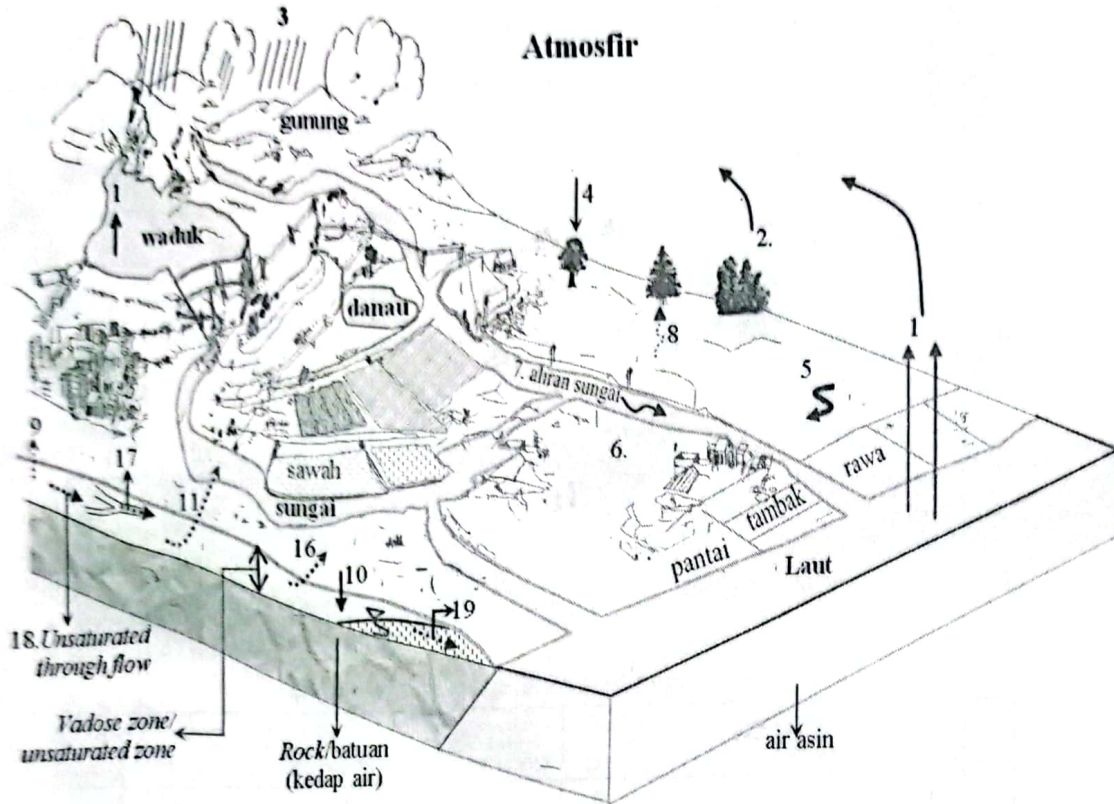 3
Atmosfir
gunung
1
waduk
4
2.
danau
8
1
5
7. aliran sungai
6.
rawa
9
17
sawah
11
sungai
tambak
pantai
Laut
16
10
19
18. Unsaturated
through flow
Vadose zone/
unsaturated zone
Rock/batuan
(kedap air)
air asin